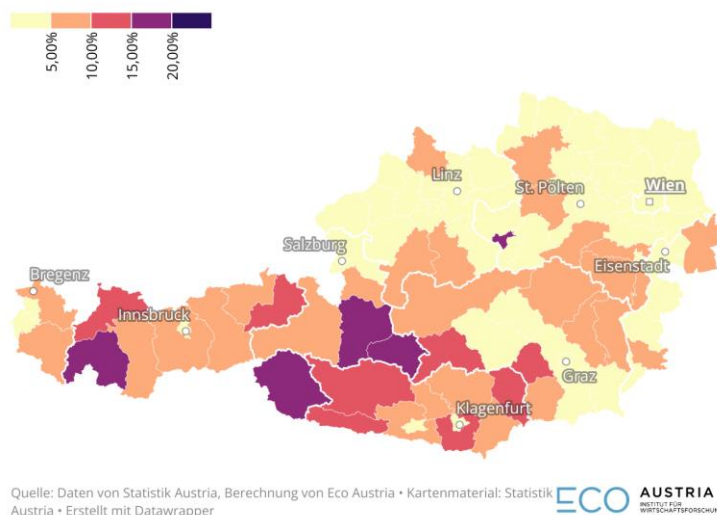 5,00%
10,00%
15,00%
20,00%
Linz
St. Pölten
Wien
Salzburg
Eisenstadt
Bregenz
Innsbruck
Graz
Klagenfurt
Quelle: Daten von Statistik Austria, Berechnung von Eco Austria • Kartenmaterial: Statistik
Austria • Erstellt mit Datawrapper
ECO AUSTRIA
INSTITUT FÜR
WIRTSCHAFTSFORSCHUNG